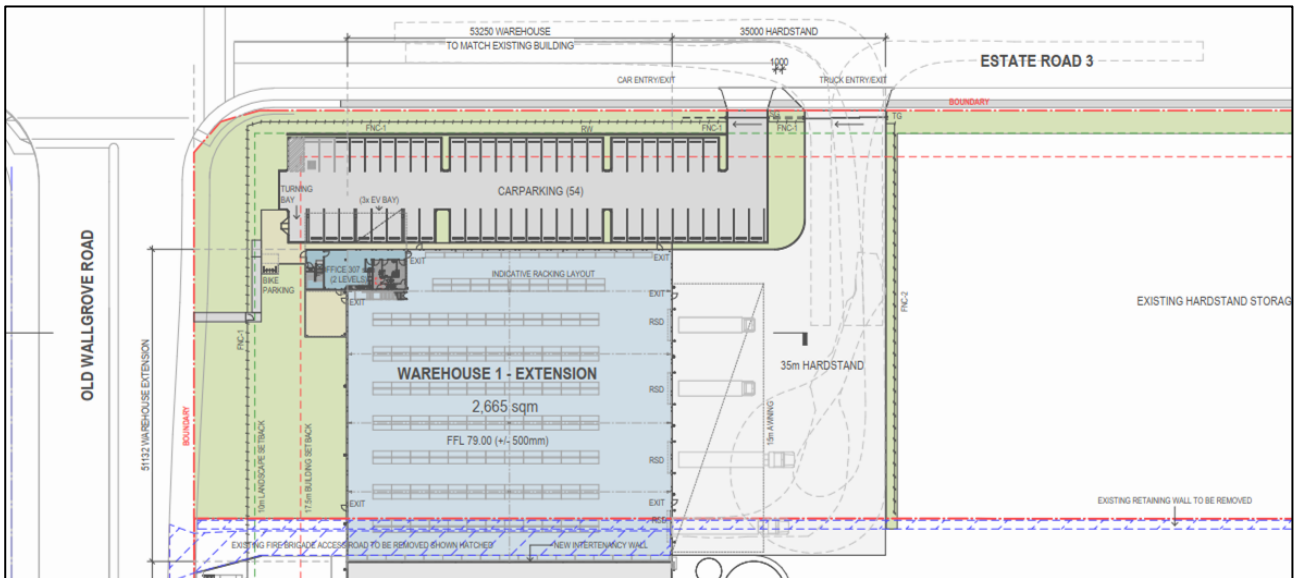 53250 WAREHOUSE
35000 HARDSTAND
TO MATCH EXISTING BUILDING
1000
ESTATE ROAD 3
CAR ENTRY/EXIT
TRUCK ENTRY/EXIT
BOUNDARY
TG
FNC-1
RW
FNC-1
FNC-1
TURNING
BAY
(3x EV BAY)
CARPARKING (54)
OLD WALLGROVE ROAD
BIKE
PARKING
OFFICE 307
(2 LEVELS)
EXIT
EXIT
INDICATIVE RACKING LAYOUT
EXIT
EXIT
RSD
FNC-2
EXISTING HARDSTAND STORAG
FNC-1
51132 WAREHOUSE EXTENSION
35m HARDSTAND
WAREHOUSE 1 - EXTENSION
RSD
2,665 sqm
BOUNDARY
10m LANDSCAPE SETBACK
17.5m BUILDING SETBACK
FFL 79.00 (+/- 500mm)
15m AWNING
RSD
EXIT
EXIT
EXISTING RETAINING WALL TO BE REMOVED
RSD
EXISTING FIRE BRIGADE ACCESS ROAD TO BE REMOVED SHOWN HATCHED
NEW INTERTENANCY WALL